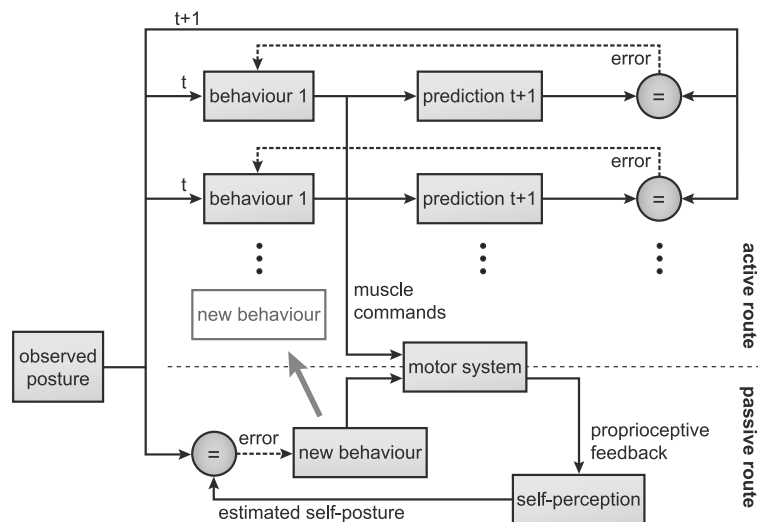 t+1
error
t
behaviour 1
prediction t+1
=
error
t
behaviour 1
prediction t+1
=
active route
muscle
commands
new behaviour
observed
posture
motor system
passive route
=
error
new behaviour
proprioceptive
feedback
self-perception
estimated self-posture